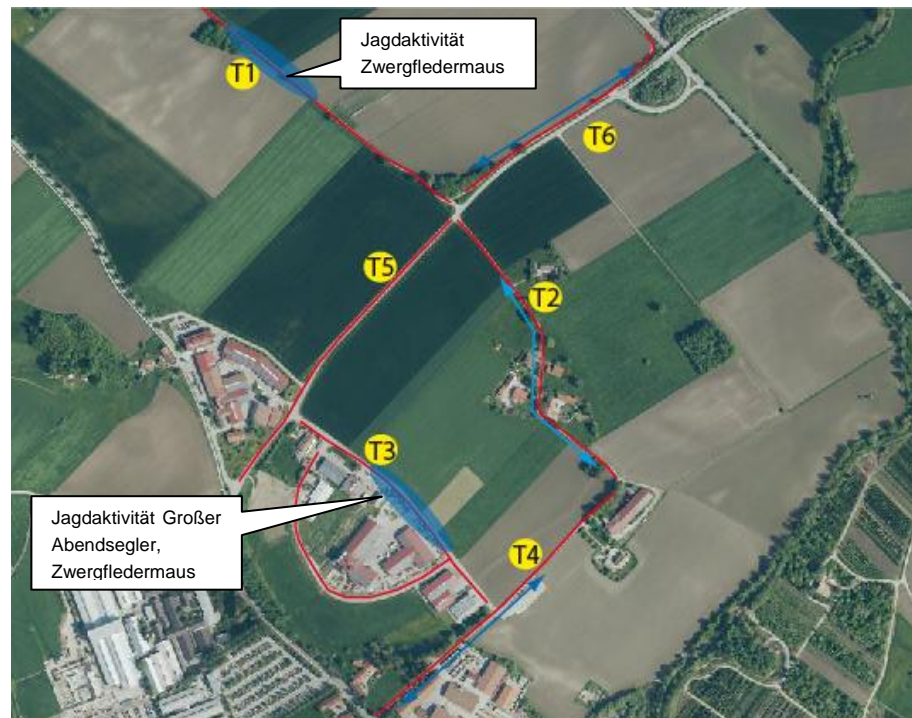 Jagdaktivität
Zwergfledermaus
T1
T6
T5
T2
T3
Jagdaktivität Großer
Abendsegler,
Zwergfledermaus
T4